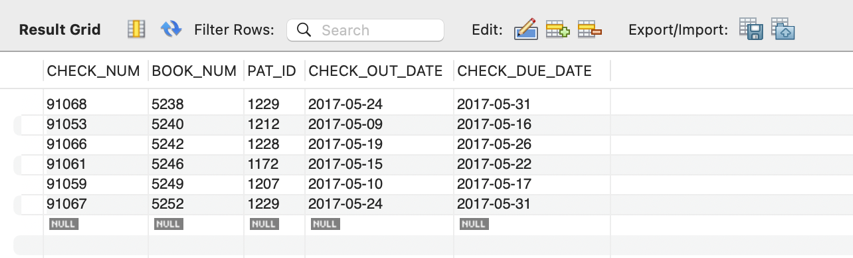 Result Grid Filter Rows: Search Edit: Export/Import:
CHECK_NUM BOOK_NUM PAT_ID CHECK_OUT_DATE CHECK_DUE_DATE
91068 5238 1229 2017-05-24 2017-05-31
91053 5240 1212 2017-05-09 2017-05-16
91066 5242 1228 2017-05-19 2017-05-26
91061 5246 1172 2017-05-15 2017-05-22
91059 5249 1207 2017-05-10 2017-05-17
91067 5252 1229 2017-05-24 2017-05-31
NULL NULL NULL NULL NULL